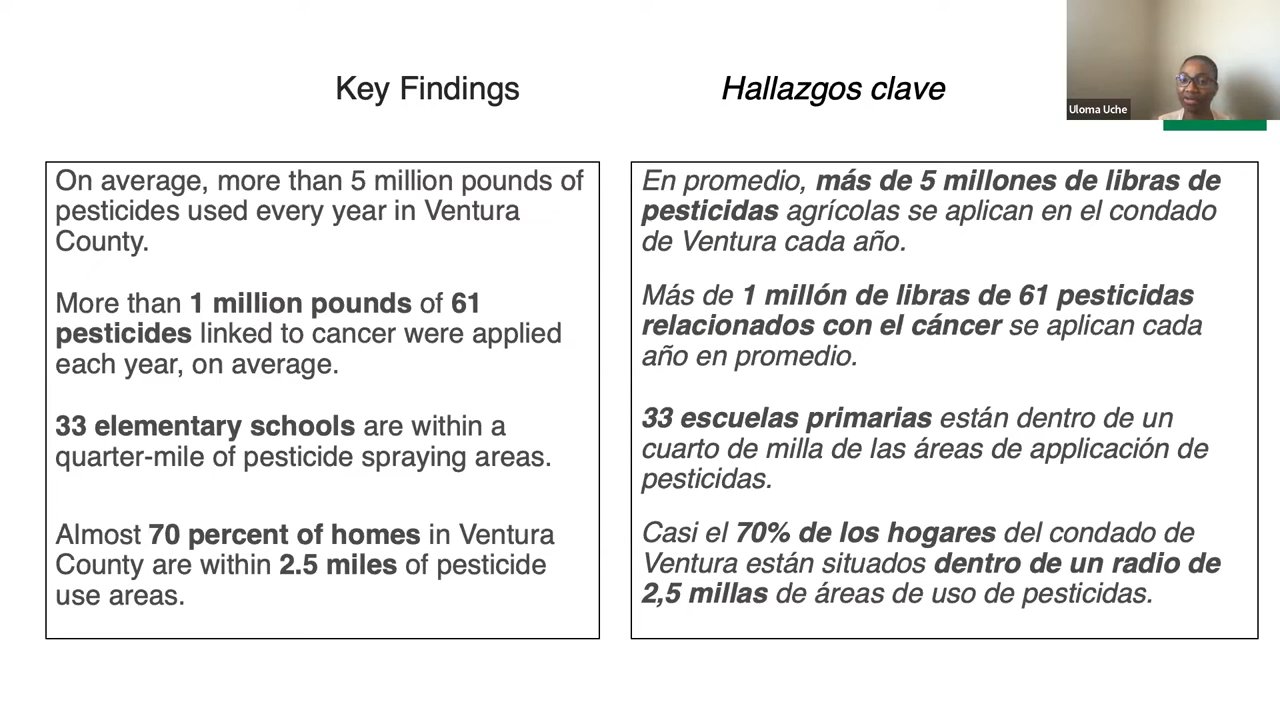 Key Findings
Hallazgos clave
Uloma Uche
On average, more than 5 million pounds of
pesticides used every year in Ventura
County.
More than 1 million pounds of 61
pesticides linked to cancer were applied
each year, on average.
33 elementary schools are within a
quarter-mile of pesticide spraying areas.
Almost 70 percent of homes in Ventura
County are within 2.5 miles of pesticide
use areas.
En promedio, más de 5 millones de libras de
pesticidas agrícolas se aplican en el condado
de Ventura cada año.
Más de 1 millón de libras de 61 pesticidas
relacionados con el cáncer se aplican cada
año en promedio.
33 escuelas primarias están dentro de un
cuarto de milla de las áreas de applicación de
pesticidas.
Casi el 70% de los hogares del condado de
Ventura están situados dentro de un radio de
2,5 millas de áreas de uso de pesticidas.